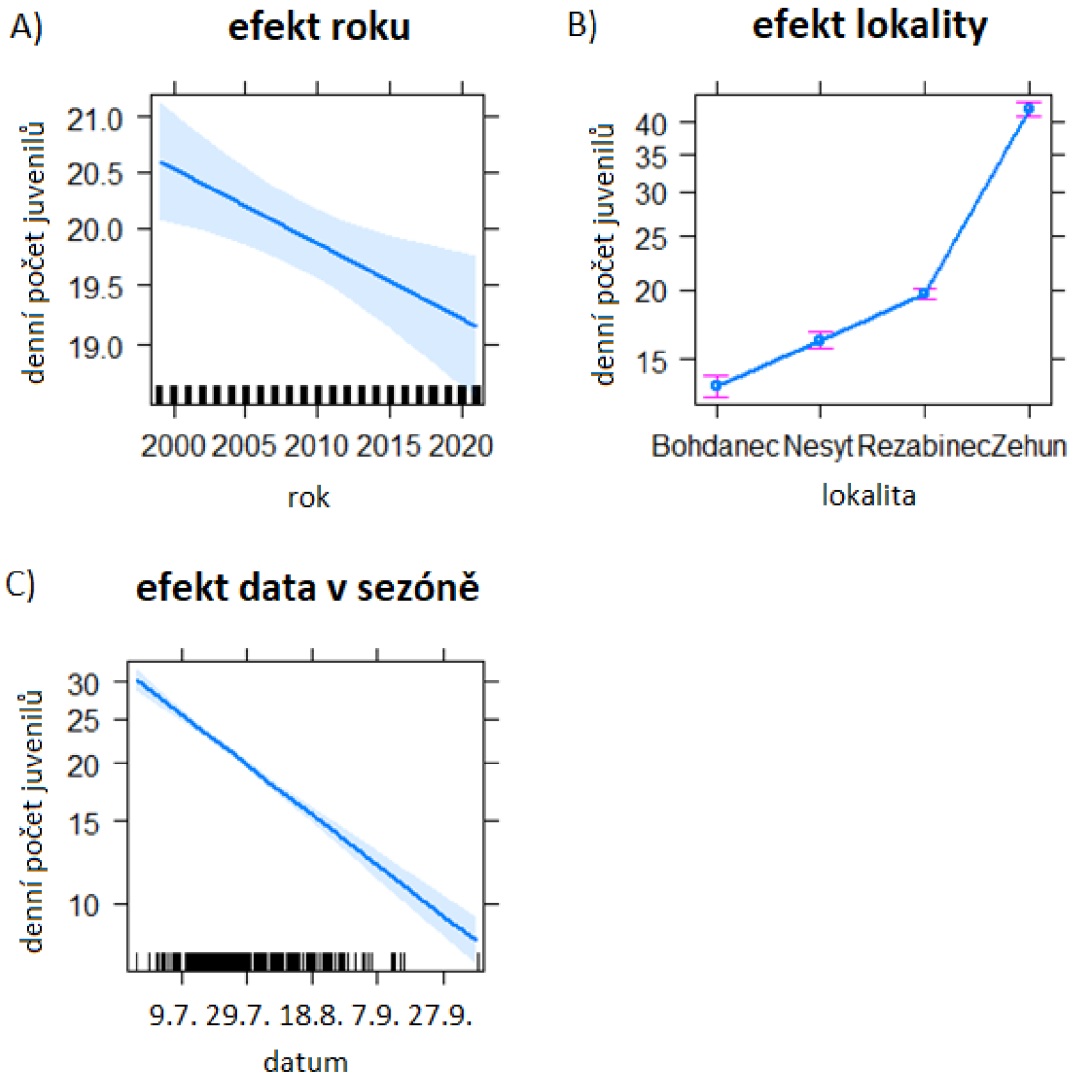 A)
efekt roku
denní počet juvenilů
21.0
20.5
20.0
19.5
19.0
2000 2005 2010 2015 2020
rok
B)
efekt lokality
denní počet juvenilů
40
35
30
25
20
15
Bohdanec Nesyt Rezabinec Zehun
lokalita
C)
efekt data v sezóně
denní počet juvenilů
30
25
20
15
10
9.7. 29.7. 18.8. 7.9. 27.9.
datum